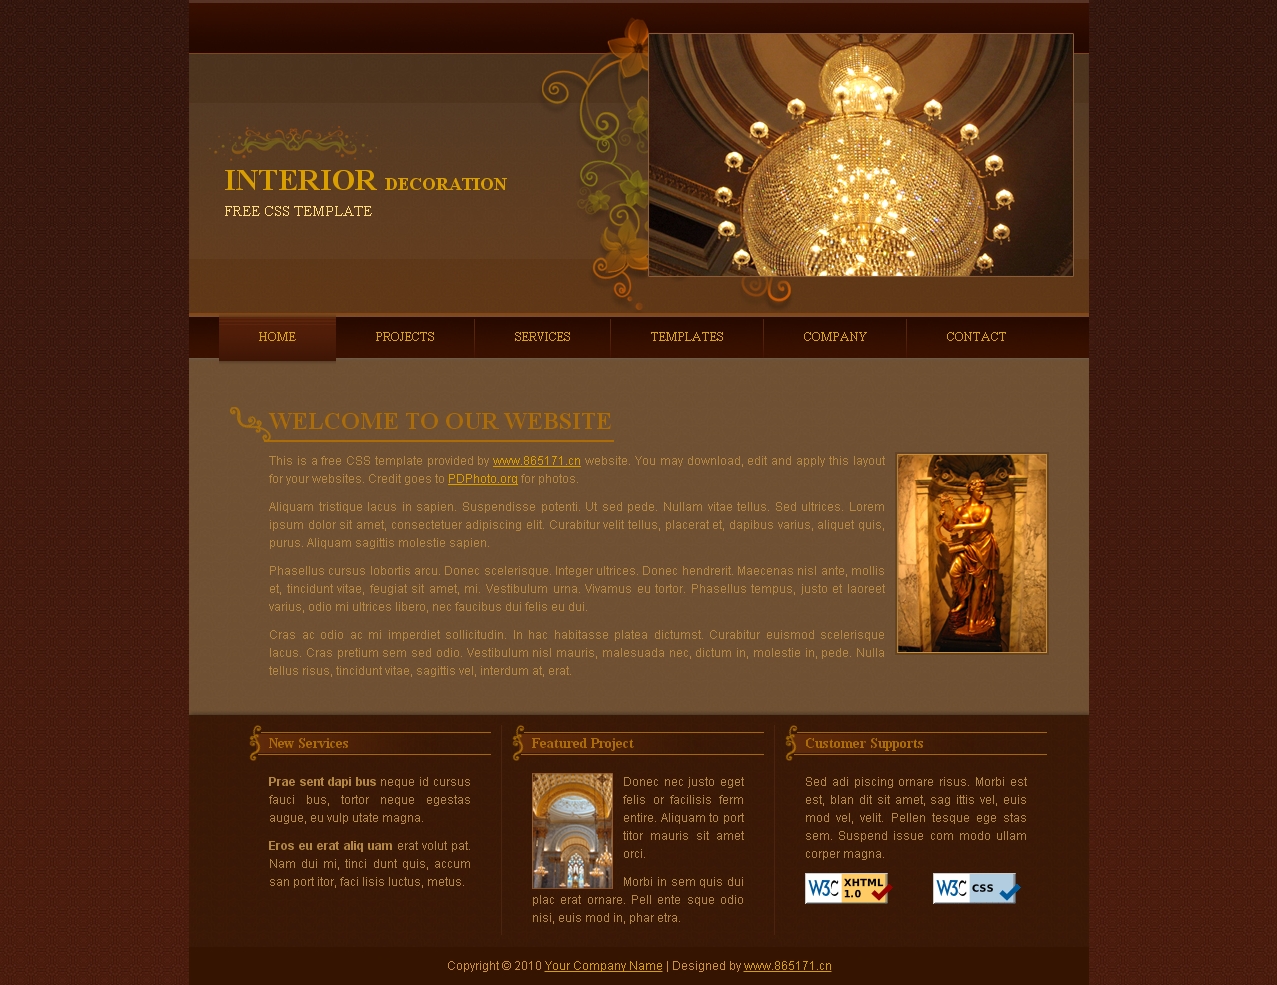 INTERIOR DECORATION
FREE CSS TEMPLATE
HOME
PROJECTS
SERVICES
TEMPLATES
COMPANY
CONTACT
WELCOME TO OUR WEBSITE
This is a free CSS template provided by www.865171.cn website. You may download, edit and apply this layout
for your websites. Credit goes to PDPhoto.org for photos.
Aliquam tristique lacus in sapien. Suspendisse potenti. Ut sed pede. Nullam vitae tellus. Sed ultrices. Lorem
ipsum dolor sit amet, consectetuer adipiscing elit. Curabitur velit tellus, placerat et, dapibus varius, aliquet quis,
purus. Aliquam sagittis molestie sapien.
Phasellus cursus lobortis arcu. Donec scelerisque. Integer ultrices. Donec hendrerit. Maecenas nisl ante, mollis
et, tincidunt vitae, feugiat sit amet, mi. Vestibulum urna. Vivamus eu tortor. Phasellus tempus, justo et laoreet
varius, odio mi ultrices libero, nec faucibus dui felis eu dui.
Cras ac odio ac mi imperdiet sollicitudin. In hac habitasse platea dictumst. Curabitur euismod scelerisque
lacus. Cras pretium sem sed odio. Vestibulum nisl mauris, malesuada nec, dictum in, molestie in, pede. Nulla
tellus risus, tincidunt vitae, sagittis vel, interdum at, erat.
New Services
Prae sent dapi bus neque id cursus
fauci bus, tortor neque egestas
augue, eu vulp utate magna.
Eros eu erat aliq uam erat volut pat.
Nam dui mi, tinci dunt quis, accum
san port itor, faci lisis luctus, metus.
Featured Project
Donec nec justo eget
felis or facilisis ferm
entire. Aliquam to port
titor mauris sit amet
orci.
Morbi in sem quis dui
plac erat ornare. Pell ente sque odio
nisi, euis mod in, phar etra.
Customer Supports
Sed adi piscing ornare risus. Morbi est
est, blan dit sit amet, sag ittis vel, euis
mod vel, velit. Pellen tesque ege stas
sem. Suspend issue com modo ullam
corper magna.
W3C XHTML 1.0
W3C CSS
Copyright © 2010 Your Company Name | Designed by www.865171.cn